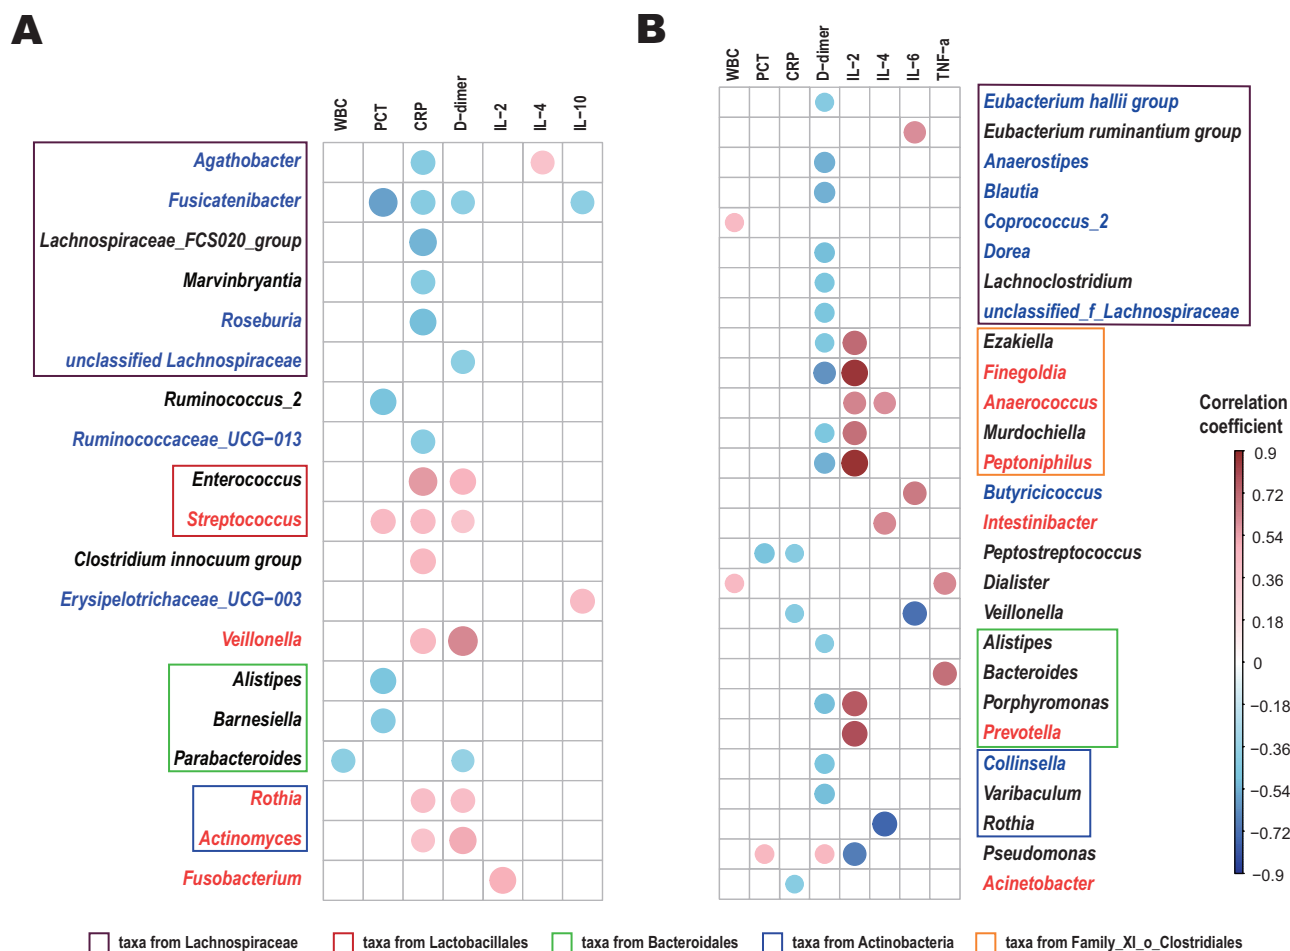 A
WBC
PCT
CRP
D-dimer
IL-2
IL-4
IL-10
Agathobacter
Fusicatenibacter
Lachnospiraceae_FCS020_group
Marvinbryantia
Roseburia
unclassified Lachnospiraceae
Ruminococcus_2
Ruminococcaceae_UCG-013
Enterococcus
Streptococcus
Clostridium innocuum group
Erysipelotrichaceae_UCG-003
Veillonella
Alistipes
Barnesiella
Parabacteroides
Rothia
Actinomyces
Fusobacterium
B
WBC
PCT
CRP
D-dimer
IL-2
IL-4
IL-6
TNF-a
Eubacterium hallii group
Eubacterium ruminantium group
Anaerostipes
Blautia
Coprococcus_2
Dorea
Lachnoclostridium
unclassified_f_Lachnospiraceae
Ezakiella
Finegoldia
Anaerococcus
Murdochiella
Peptoniphilus
Butyricicoccus
Intestinibacter
Peptostreptococcus
Dialister
Veillonella
Alistipes
Bacteroides
Porphyromonas
Prevotella
Collinsella
Varibaculum
Rothia
Pseudomonas
Acinetobacter
Correlation
coefficient
0.9
0.72
0.54
0.36
0.18
0
-0.18
-0.36
-0.54
-0.72
-0.9
taxa from Lachnospiraceae
taxa from Lactobacillales
taxa from Bacteroidales
taxa from Actinobacteria
taxa from Family_XI_o_Clostridiales